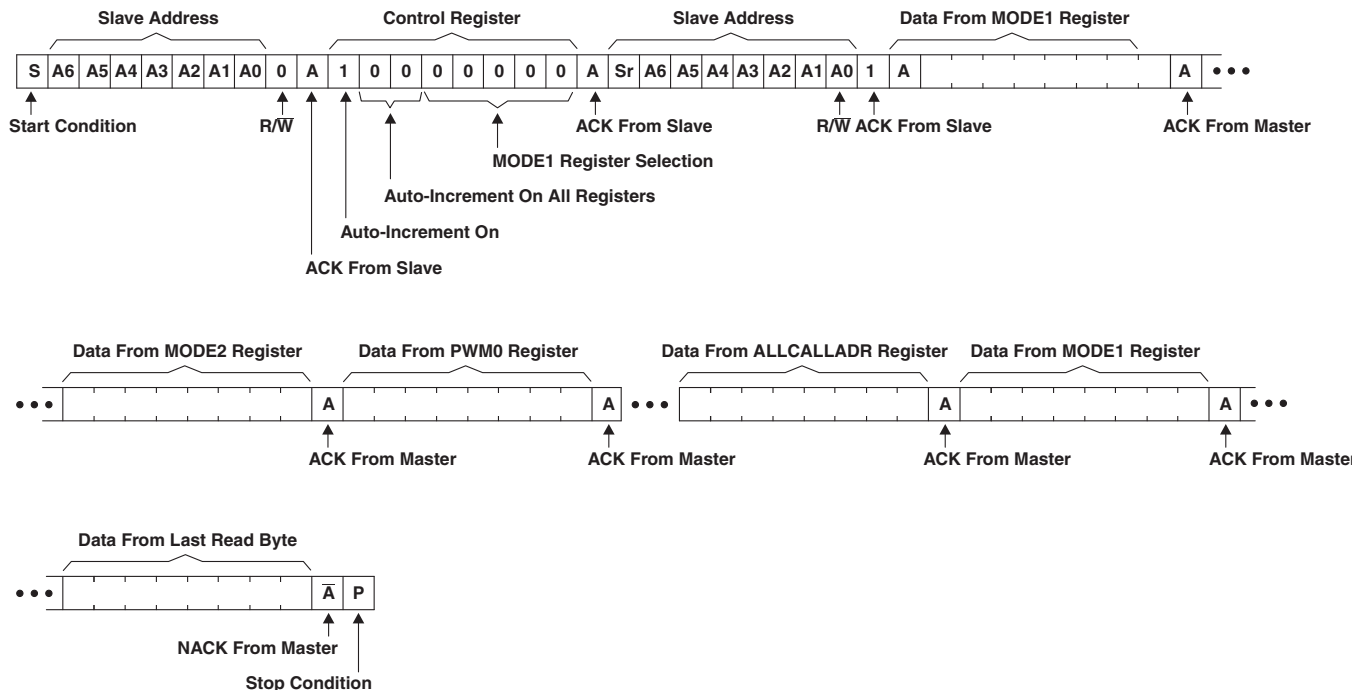 Slave Address Control Register Slave Address Data From MODE1 Register
S A6 A5 A4 A3 A2 A1 A0 0 A 1 0 0 0 0 0 0 0 A Sr A6 A5 A4 A3 A2 A1 A0 1 A A •••
Start Condition R/W̅ ACK From Slave R/W̅ ACK From Slave ACK From Master
MODE1 Register Selection
Auto-Increment On All Registers
Auto-Increment On
ACK From Slave
Data From MODE2 Register Data From PWM0 Register Data From ALLCALLADR Register Data From MODE1 Register
••• A A ••• A A •••
ACK From Master ACK From Master ACK From Master ACK From Master
Data From Last Read Byte
••• A̅ P
NACK From Master
Stop Condition